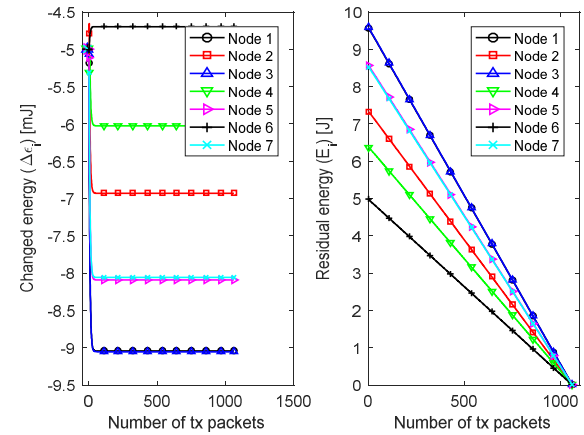 -4.5
-5
-5.5
-6
-6.5
-7
-7.5
-8
-8.5
-9
-9.5
0
500
1000
1500
Changed energy (Δϵi) [mJ]
Number of tx packets
Node 1
Node 2
Node 3
Node 4
Node 5
Node 6
Node 7
10
9
8
7
6
5
4
3
2
1
0
0
500
1000
Residual energy (Ei) [J]
Number of tx packets
Node 1
Node 2
Node 3
Node 4
Node 5
Node 6
Node 7